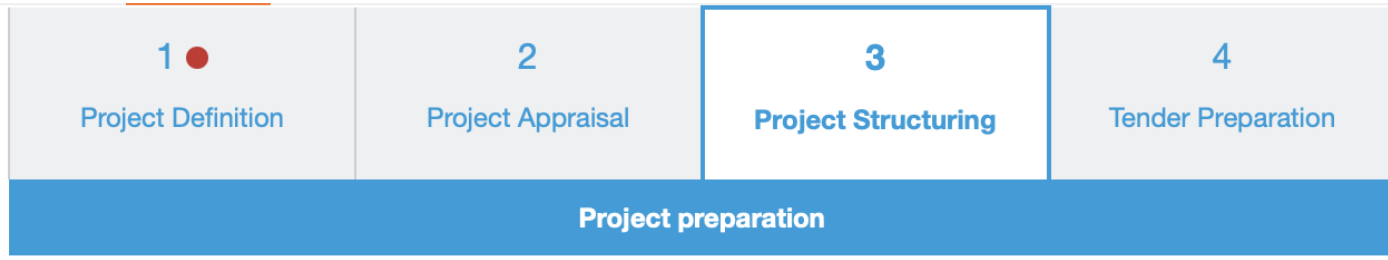 1
Project Definition
2
Project Appraisal
3
Project Structuring
4
Tender Preparation
Project preparation